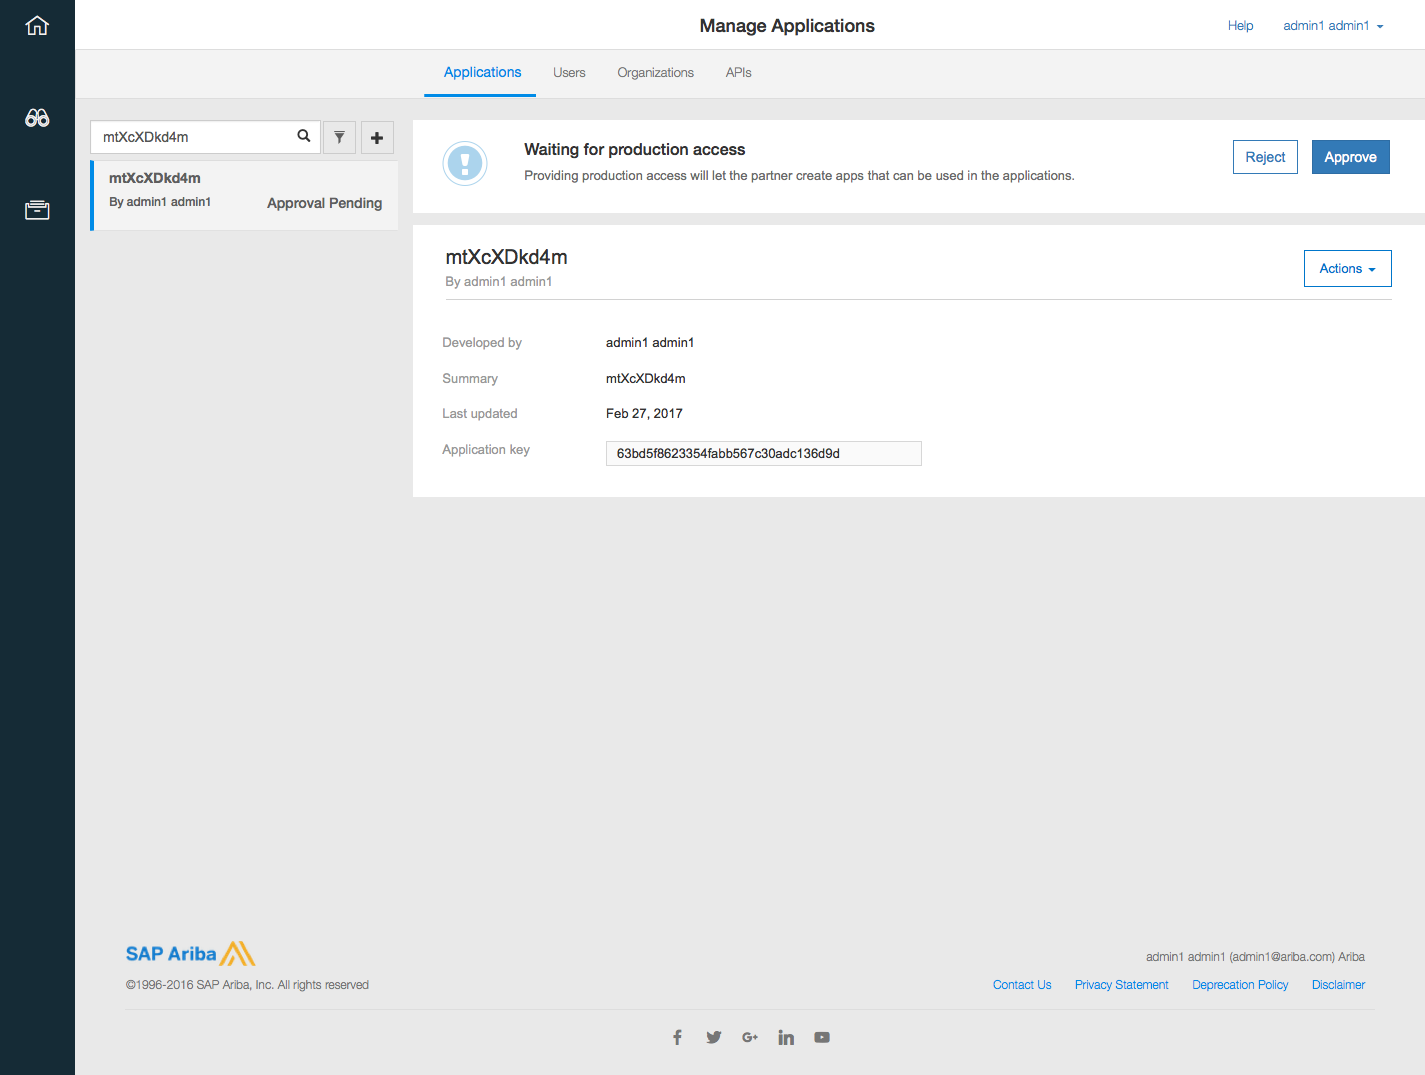 Manage Applications
Help
admin1 admin1
Applications
Users
Organizations
APIs
mtXcXDkd4m
mtXcXDkd4m
By admin1 admin1
Approval Pending
Waiting for production access
Providing production access will let the partner create apps that can be used in the applications.
Reject
Approve
mtXcXDkd4m
By admin1 admin1
Actions
Developed by
admin1 admin1
Summary
mtXcXDkd4m
Last updated
Feb 27, 2017
Application key
63bd5f8623354fabb567c30adc136d9d
SAP Ariba
©1996-2016 SAP Ariba, Inc. All rights reserved
admin1 admin1 (admin1@ariba.com) Ariba
Contact Us
Privacy Statement
Deprecation Policy
Disclaimer